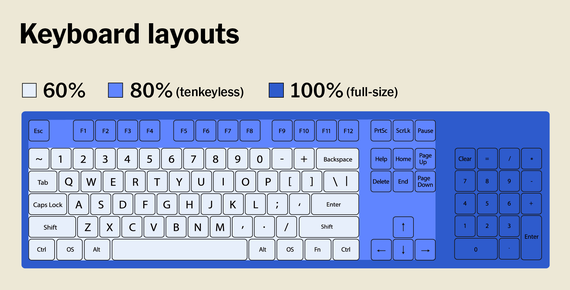 Keyboard layouts
60% 80% (tenkeyless) 100% (full-size)
Esc F1 F2 F3 F4 F5 F6 F7 F8 F9 F10 F11 F12 PrtSc ScrLk Pause
~ 1 2 3 4 5 6 7 8 9 0 - + Backspace Help Home Page Up Clear = / *
Tab Q W E R T Y U I O P [ ] \ | Delete End Page Down 7 8 9 -
Caps Lock A S D F G H J K L ; ‘ Enter 4 5 6 +
Shift Z X C V B N M , . / Shift ↑ 1 2 3 Enter
Ctrl OS Alt Alt OS Fn Ctrl ← ↓ → 0 .